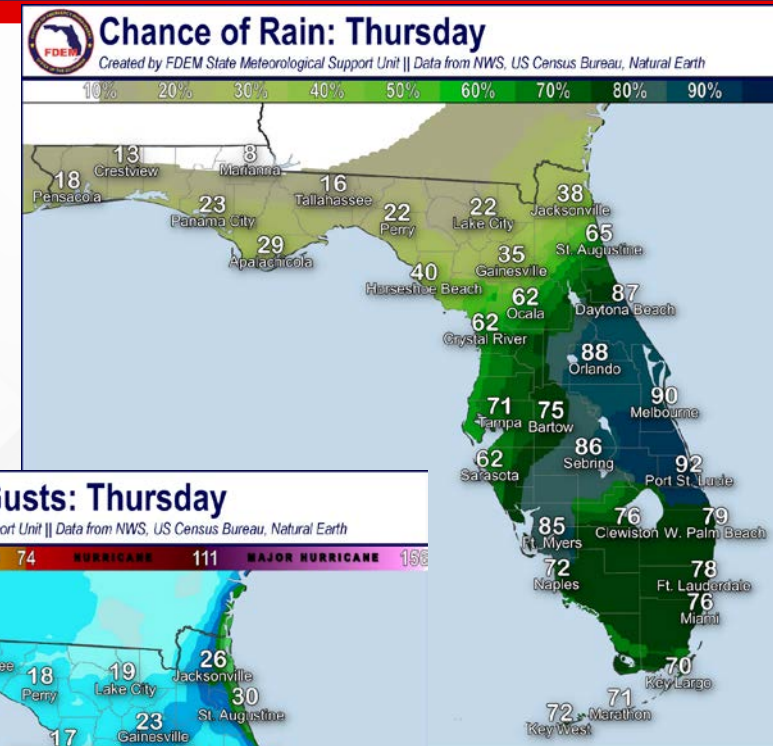 FDEM
Chance of Rain: Thursday
Created by FDEM State Meteorological Support Unit || Data from NWS, US Census Bureau, Natural Earth
10% 20% 30% 40% 50% 60% 70% 80% 90%
13
Crestview
8
Marianna
18
Pensacola
16
Tallahassee
23
Panama City
22
Perry
22
Lake City
38
Jacksonville
29
Apalachicola
35
Gainesville
65
St. Augustine
40
Horseshoe Beach
62
Ocala
87
Daytona Beach
62
Crystal River
88
Orlando
71
Tampa
75
Bartow
90
Melbourne
62
Sarasota
86
Sebring
92
Port St. Lucie
85
Ft. Myers
76
Clewiston
79
W. Palm Beach
72
Naples
78
Ft. Lauderdale
76
Miami
70
Key Largo
72
Key West
71
Marathon
Gusts: Thursday
ort Unit || Data from NWS, US Census Bureau, Natural Earth
74 HURRICANE 111 MAJOR HURRICANE
ee
18
Perry
19
Lake City
26
Jacksonville
30
St. Augustine
23
Gainesville
17